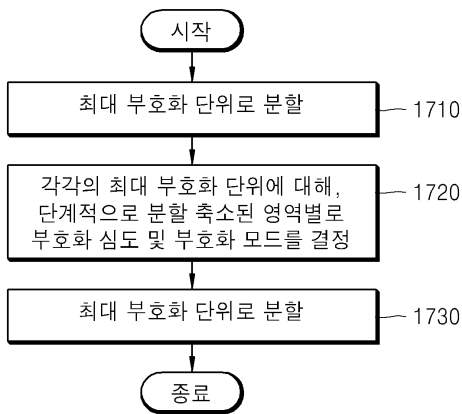 시작
최대 부호화 단위로 분할
1710
각각의 최대 부호화 단위에 대해,
단계적으로 분할 축소된 영역별로
부호화 심도 및 부호화 모드를 결정
1720
최대 부호화 단위로 분할
1730
종료